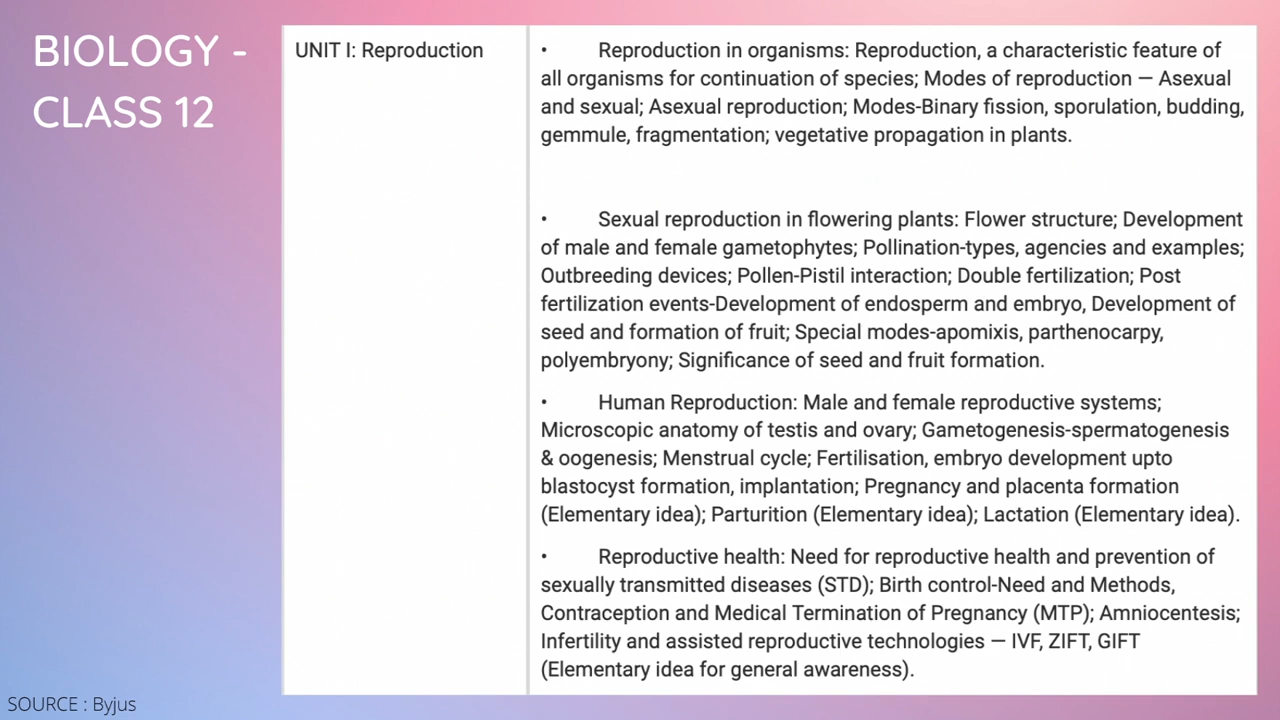 BIOLOGY -
CLASS 12
UNIT I: Reproduction
• Reproduction in organisms: Reproduction, a characteristic feature of
all organisms for continuation of species; Modes of reproduction — Asexual
and sexual; Asexual reproduction; Modes-Binary fission, sporulation, budding,
gemmule, fragmentation; vegetative propagation in plants.
• Sexual reproduction in flowering plants: Flower structure; Development
of male and female gametophytes; Pollination-types, agencies and examples;
Outbreeding devices; Pollen-Pistil interaction; Double fertilization; Post
fertilization events-Development of endosperm and embryo, Development of
seed and formation of fruit; Special modes-apomixis, parthenocarpy,
polyembryony; Significance of seed and fruit formation.
• Human Reproduction: Male and female reproductive systems;
Microscopic anatomy of testis and ovary; Gametogenesis-spermatogenesis
& oogenesis; Menstrual cycle; Fertilisation, embryo development upto
blastocyst formation, implantation; Pregnancy and placenta formation
(Elementary idea); Parturition (Elementary idea); Lactation (Elementary idea).
• Reproductive health: Need for reproductive health and prevention of
sexually transmitted diseases (STD); Birth control-Need and Methods,
Contraception and Medical Termination of Pregnancy (MTP); Amniocentesis;
Infertility and assisted reproductive technologies — IVF, ZIFT, GIFT
(Elementary idea for general awareness).
SOURCE : Byjus